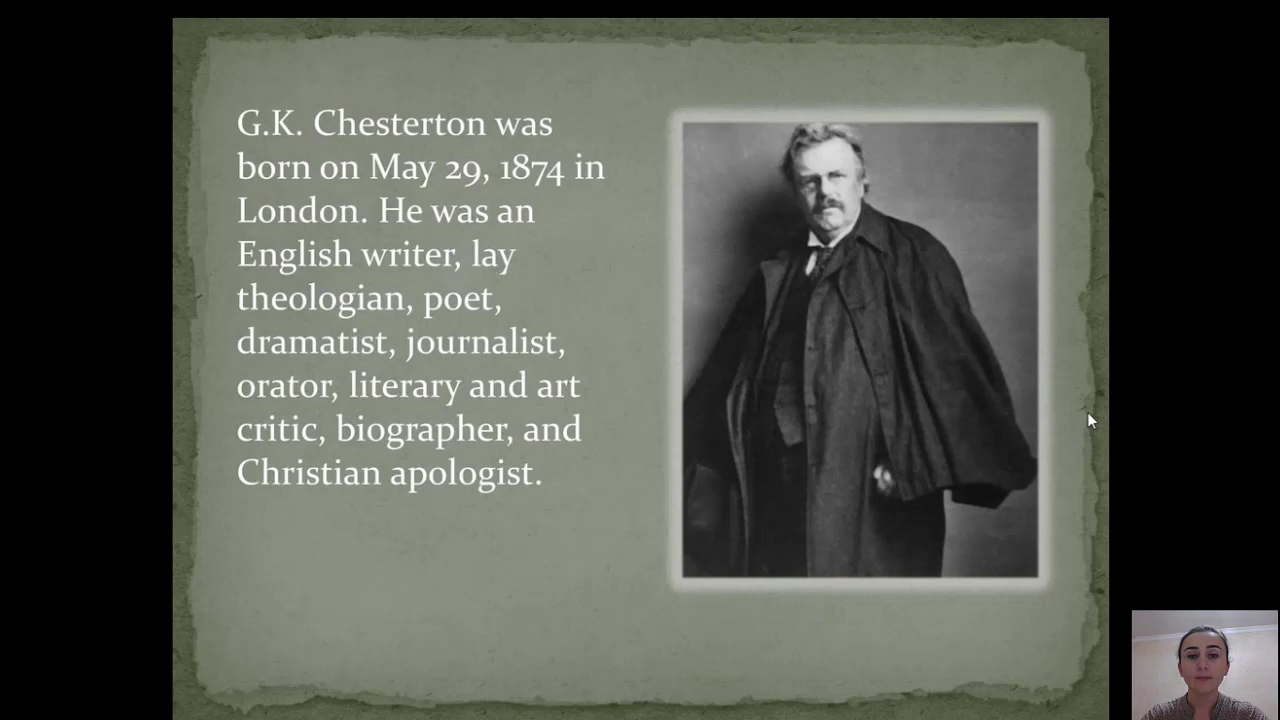 G.K. Chesterton was
born on May 29, 1874 in
London. He was an
English writer, lay
theologian, poet,
dramatist, journalist,
orator, literary and art
critic, biographer, and
Christian apologist.